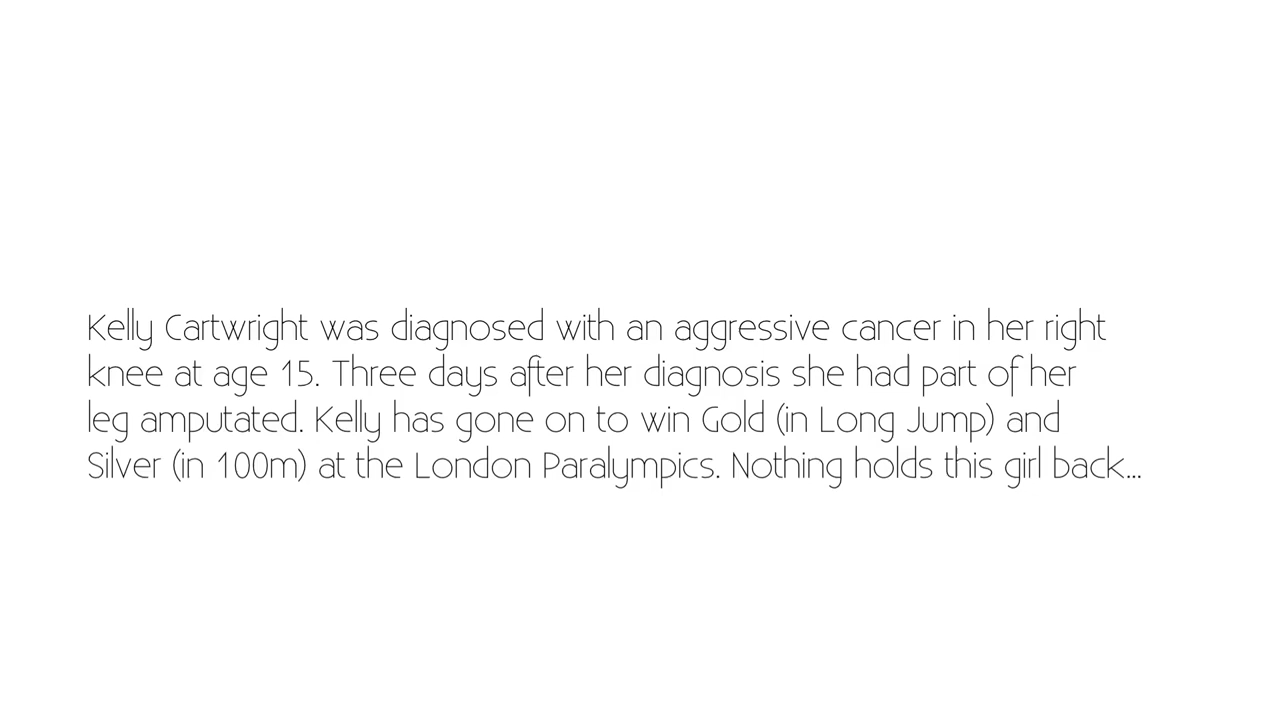 Kelly Cartwright was diagnosed with an aggressive cancer in her right
knee at age 15. Three days after her diagnosis she had part of her
leg amputated. Kelly has gone on to win Gold (in Long Jump) and
Silver (in 100m) at the London Paralympics. Nothing holds this girl back...